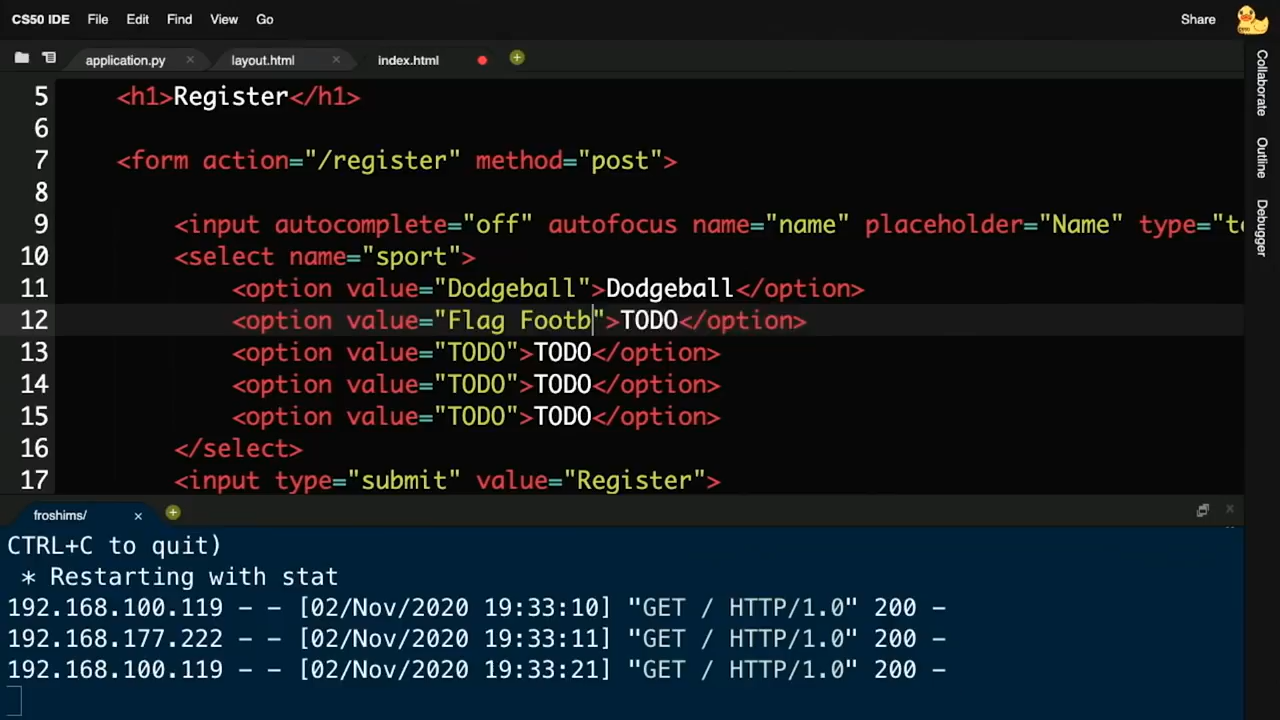 CS50 IDE File Edit Find View Go Share
application.py × layout.html × index.html
5 <h1>Register</h1>
6
7 <form action="/register" method="post">
8
9 <input autocomplete="off" autofocus name="name" placeholder="Name" type="te
10 <select name="sport">
11 <option value="Dodgeball">Dodgeball</option>
12 <option value="Flag Footb">TODO</option>
13 <option value="TODO">TODO</option>
14 <option value="TODO">TODO</option>
15 <option value="TODO">TODO</option>
16 </select>
17 <input type="submit" value="Register">
Collaborate
Outline
Debugger
froshims/ ×
CTRL+C to quit)
* Restarting with stat
192.168.100.119 - - [02/Nov/2020 19:33:10] "GET / HTTP/1.0" 200 -
192.168.177.222 - - [02/Nov/2020 19:33:11] "GET / HTTP/1.0" 200 -
192.168.100.119 - - [02/Nov/2020 19:33:21] "GET / HTTP/1.0" 200 -